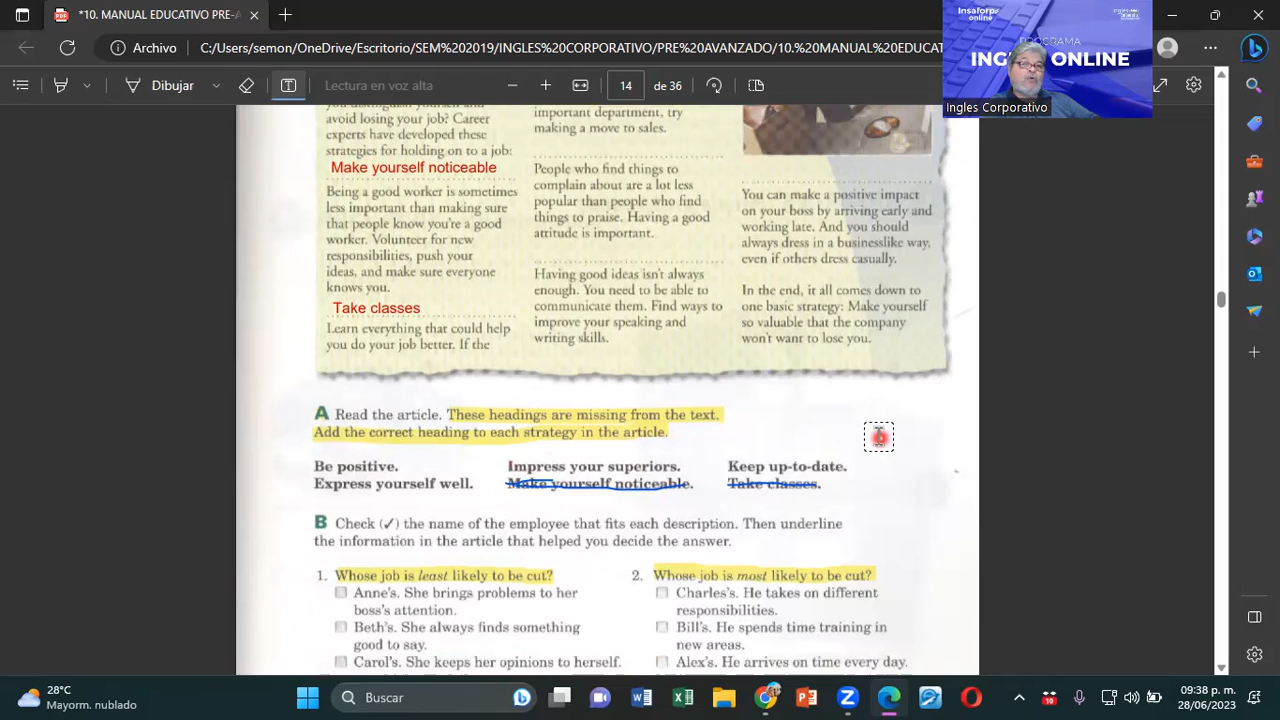 *10. MANUAL EDUCATIVO PRE-A
Archivo
C:/Users/semon/OneDrive/Escritorio/SEM%202019/INGLES%20CORPORATIVO/PRE%20AVANZADO/10.%20MANUAL%20EDUCAT
Dibujar
Lectura en voz alta
14
de 36
Insaforp
online
PROGRAMA
INGLÉS ONLINE
Ingles Corporativo
you distinguish yourself and
avoid losing your job? Career
experts have developed these
strategies for holding on to a job:
Make yourself noticeable
Being a good worker is sometimes
less important than making sure
that people know you're a good
worker. Volunteer for new
responsibilities, push your
ideas, and make sure everyone
knows you.
Take classes
Learn everything that could help
you do your job better. If the
important department, try
making a move to sales.
People who find things to
complain about are a lot less
popular than people who find
things to praise. Having a good
attitude is important.
Having good ideas isn't always
enough. You need to be able to
communicate them. Find ways to
improve your speaking and
writing skills.
You can make a positive impact
on your boss by arriving early and
working late. And you should
always dress in a businesslike way,
even if others dress casually.
In the end, it all comes down to
one basic strategy: Make yourself
so valuable that the company
won't want to lose you.
A Read the article. These headings are missing from the text.
Add the correct heading to each strategy in the article.
Be positive. Impress your superiors. Keep up-to-date.
Express yourself well. Make yourself noticeable. Take classes.
B Check (✓) the name of the employee that fits each description. Then underline
the information in the article that helped you decide the answer.
1. Whose job is least likely to be cut?
Anne's. She brings problems to her
boss's attention.
Beth's. She always finds something
good to say.
Carol's. She keeps her opinions to herself.
2. Whose job is most likely to be cut?
Charles's. He takes on different
responsibilities.
Bill's. He spends time training in
new areas.
Alex's. He arrives on time every day.
28°C
Mayorm. nublado
Buscar
10
09:38 p. m.
28/06/2023